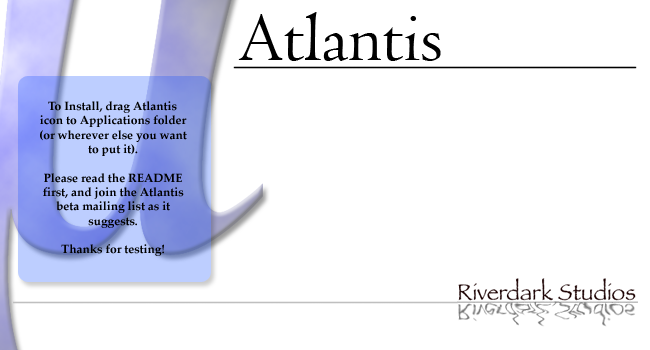 Atlantis
To Install, drag Atlantis
icon to Applications folder
(or wherever else you want
to put it).
Please read the README
first, and join the Atlantis
beta mailing list as it
suggests.
Thanks for testing!
Riverdark Studios